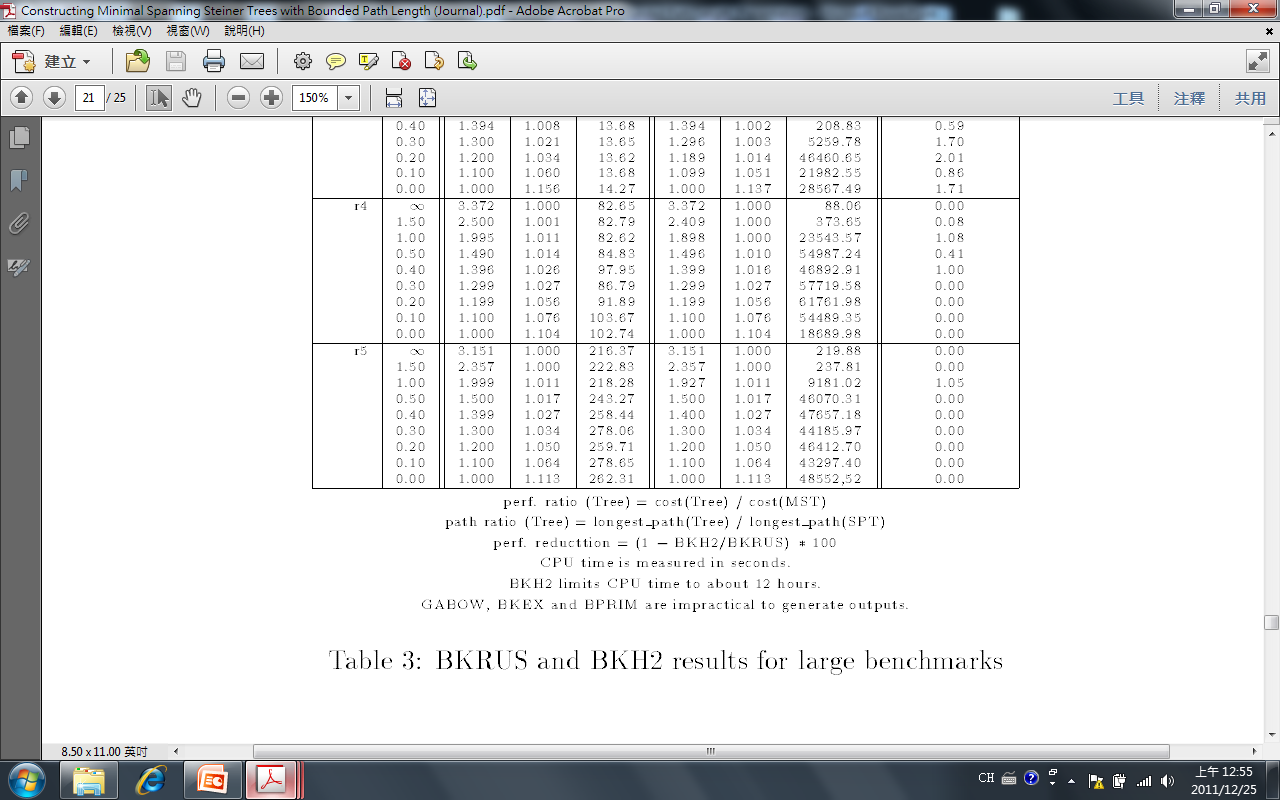 Constructing Minimal Spanning Steiner Trees with Bounded Path Length (Journal).pdf - Adobe Acrobat Pro
檔案(F) 編輯(E) 檢視(V) 視窗(W) 說明(H)
建立
21 / 25 150% 工具 注釋 共用
0.40 1.394 1.008 13.68 1.394 1.002 208.83 0.59
0.30 1.300 1.021 13.65 1.296 1.003 5259.78 1.70
0.20 1.200 1.034 13.62 1.189 1.014 46460.65 2.01
0.10 1.100 1.060 13.68 1.099 1.051 21982.55 0.86
0.00 1.000 1.156 14.27 1.000 1.137 28567.49 1.71
r4 ∞ 3.372 1.000 82.65 3.372 1.000 88.06 0.00
1.50 2.500 1.001 82.79 2.409 1.000 373.65 0.08
1.00 1.995 1.011 82.62 1.898 1.000 23543.57 1.08
0.50 1.490 1.014 84.83 1.496 1.010 54987.24 0.41
0.40 1.396 1.026 97.95 1.399 1.016 46892.91 1.00
0.30 1.299 1.027 86.79 1.299 1.027 57719.58 0.00
0.20 1.199 1.056 91.89 1.199 1.056 61761.98 0.00
0.10 1.100 1.076 103.67 1.100 1.076 54489.35 0.00
0.00 1.000 1.104 102.74 1.000 1.104 18689.98 0.00
r5 ∞ 3.151 1.000 216.37 3.151 1.000 219.88 0.00
1.50 2.357 1.000 222.83 2.357 1.000 237.81 0.00
1.00 1.999 1.011 218.28 1.927 1.011 9181.02 1.05
0.50 1.500 1.017 243.27 1.500 1.017 46070.31 0.00
0.40 1.399 1.027 258.44 1.400 1.027 47657.18 0.00
0.30 1.300 1.034 278.06 1.300 1.034 44185.97 0.00
0.20 1.200 1.050 259.71 1.200 1.050 46412.70 0.00
0.10 1.100 1.064 278.65 1.100 1.064 43297.40 0.00
0.00 1.000 1.113 262.31 1.000 1.113 48552,52 0.00
perf. ratio (Tree) = cost(Tree) / cost(MST)
path ratio (Tree) = longest_path(Tree) / longest_path(SPT)
perf. reducttion = (1 − BKH2/BKRUS) * 100
CPU time is measured in seconds.
BKH2 limits CPU time to about 12 hours.
GABOW, BKEX and BPRIM are impractical to generate outputs.
Table 3: BKRUS and BKH2 results for large benchmarks
8.50 x 11.00 英吋
CH 上午 12:55
2011/12/25